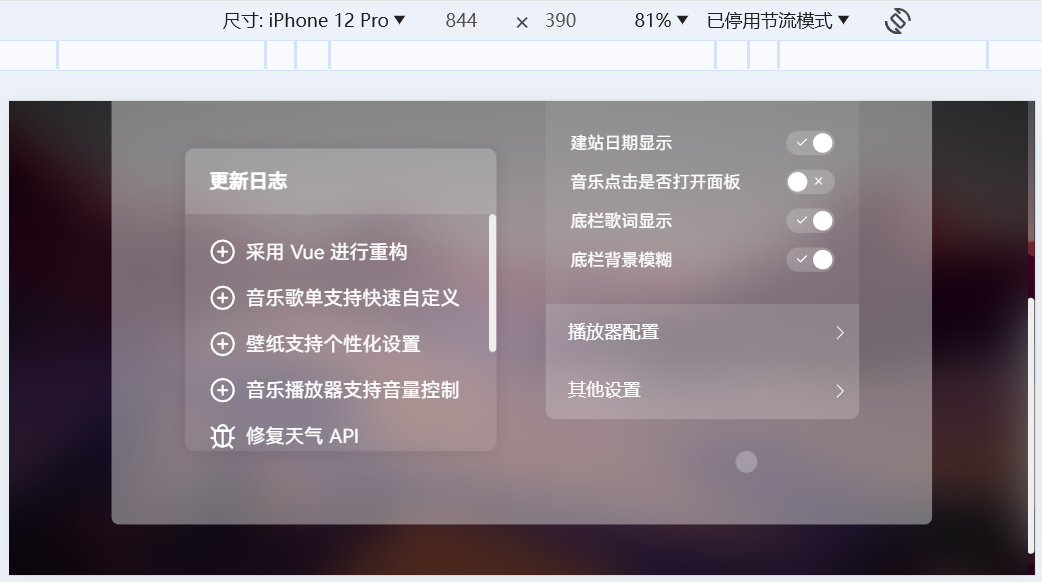 尺寸: iPhone 12 Pro ▼ 844 × 390 81% ▼ 已停用节流模式 ▼
更新日志
采用 Vue 进行重构
音乐歌单支持快速自定义
壁纸支持个性化设置
音乐播放器支持音量控制
修复天气 API
建站日期显示
音乐点击是否打开面板
底栏歌词显示
底栏背景模糊
播放器配置
其他设置